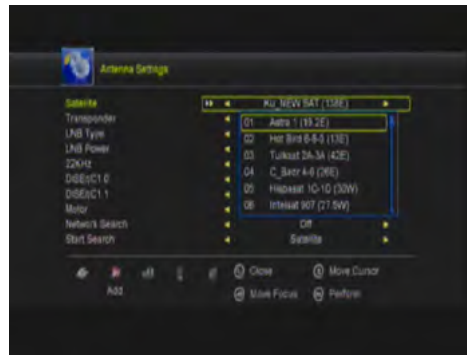 Antenna Settings
Satellite KU_NEW SAT (138E)
Transponder
LNB Type
LNB Power
22KHz
DiSEqC1.0
DiSEqC1.1
Motor
Network Search Off
Start Search Satellite
01 Astra 1 (19.2E)
02 Hot Bird 6-8-9 (13E)
03 Turksat 2A-3A (42E)
04 C_Badr 4-6 (26E)
05 Hispasat 1C-1D (30W)
06 Intelsat 907 (27.5W)
Close Move Cursor
Add Move Focus Perform